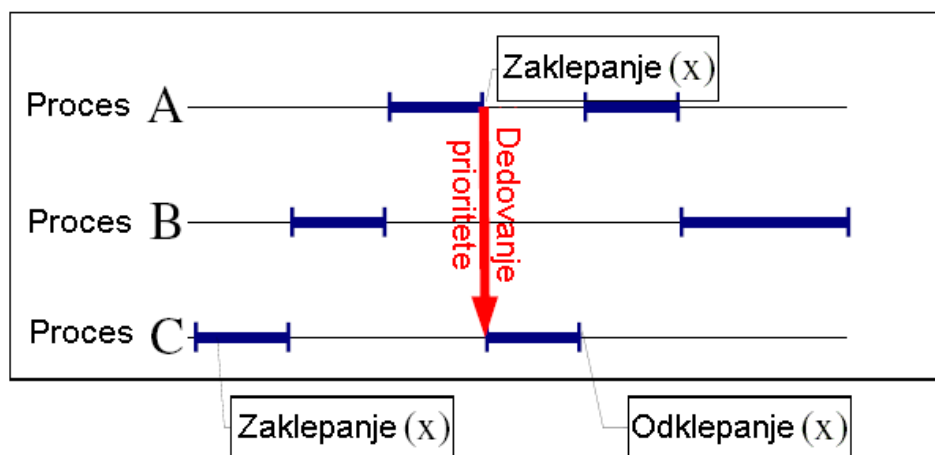 Zaklepanje (x)
Proces A
Dedovanje
prioritete
Proces B
Proces C
Zaklepanje (x)
Odklepanje (x)